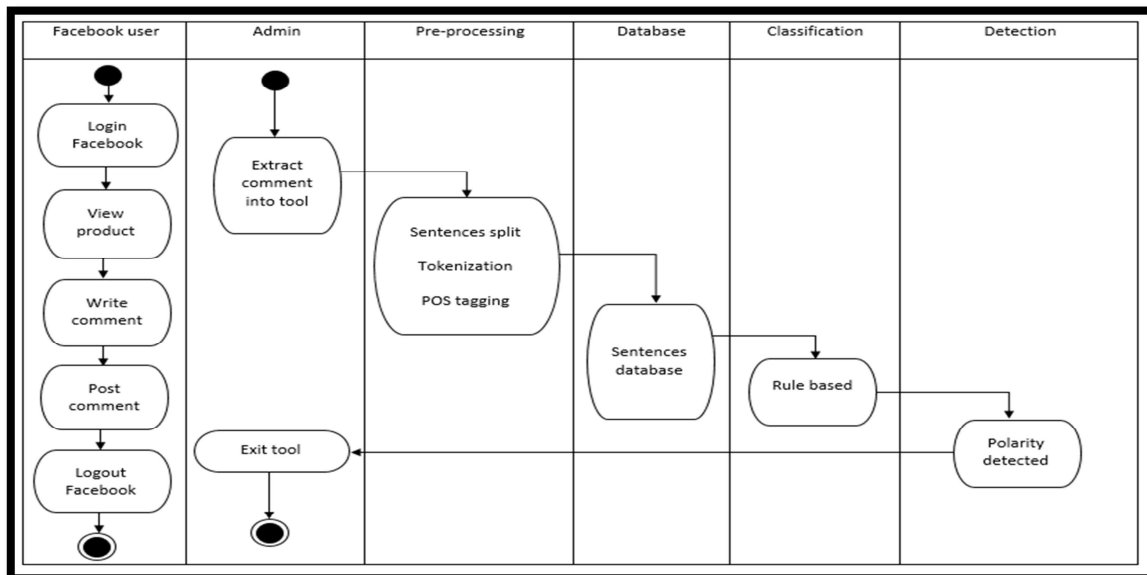 Facebook user
Admin
Pre-processing
Database
Classification
Detection
Login
Facebook
View
product
Write
comment
Post
comment
Logout
Facebook
Extract
comment
into tool
Exit tool
Sentences split
Tokenization
POS tagging
Sentences
database
Rule based
Polarity
detected